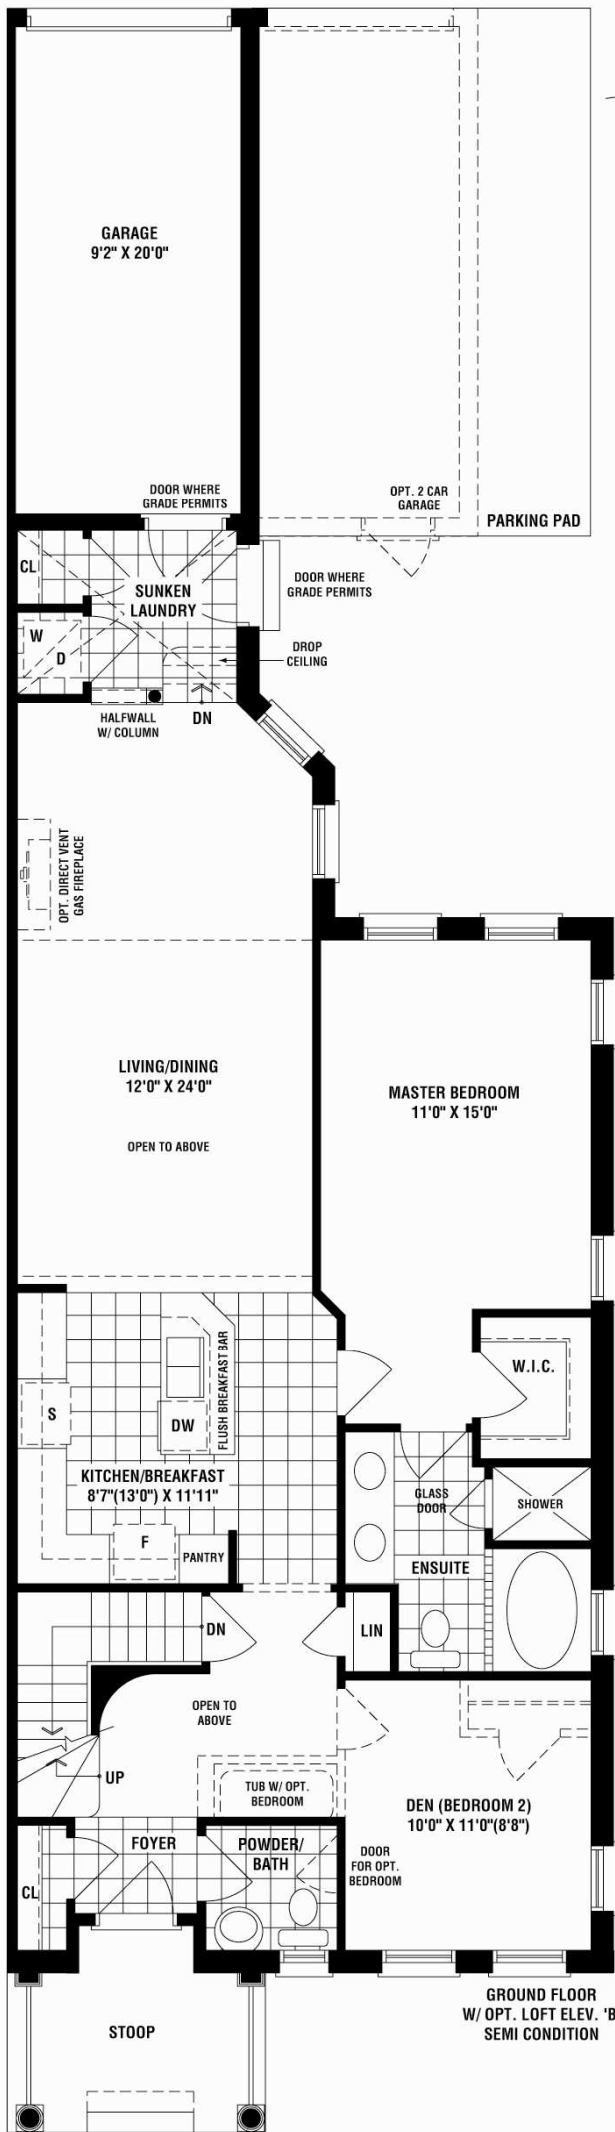 GARAGE
9'2" X 20'0"
DOOR WHERE
GRADE PERMITS
OPT. 2 CAR
GARAGE
PARKING PAD
CL
SUNKEN
LAUNDRY
DOOR WHERE
GRADE PERMITS
W
D
DROP
CEILING
HALFWALL
W/ COLUMN
DN
OPT. DIRECT VENT
GAS FIREPLACE
LIVING/DINING
12'0" X 24'0"
OPEN TO ABOVE
MASTER BEDROOM
11'0" X 15'0"
W.I.C.
FLUSH BREAKFAST BAR
S
DW
KITCHEN/BREAKFAST
8'7"(13'0") X 11'11"
F
PANTRY
GLASS
DOOR
SHOWER
ENSUITE
DN
LIN
OPEN TO
ABOVE
UP
TUB W/ OPT.
BEDROOM
DEN (BEDROOM 2)
10'0" X 11'0"(8'8")
FOYER
POWDER/
BATH
DOOR
FOR OPT.
BEDROOM
CL
STOOP
GROUND FLOOR
W/ OPT. LOFT ELEV. 'B
SEMI CONDITION